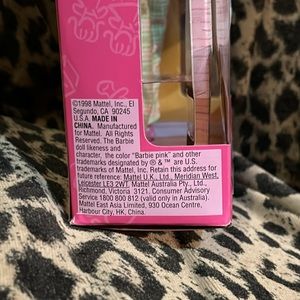 ©1998 Mattel, Inc., El
Segundo, CA 90245
U.S.A. MADE IN
CHINA. Manufactured
for Mattel. All Rights
Reserved. The Barbie
doll likeness and
character, the color "Barbie pink" and other
trademarks designated by ® & ™ are U.S.
trademarks of Mattel, Inc. Retain this address for
future reference: Mattel U.K., Ltd., Meridian West,
Leicester LE3 2WT, Mattel Australia Pty., Ltd.,
Richmond, Victoria 3121. Consumer Advisory
Service 1800 800 812 (valid only in Australia).
Mattel East Asia Limited, 930 Ocean Centre,
Harbour City, HK, China.